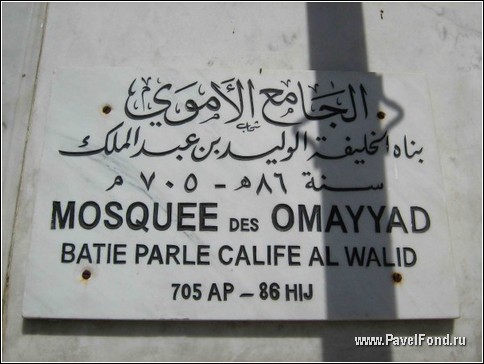 الجامع الأموي
بناه الخليفة الوليد بن عبد الملك
سنة ٨٦هـ - ٧٠٥ م
MOSQUEE DES OMAYYAD
BATIE PARLE CALIFE AL WALID
705 AP – 86 HIJ
www.PavelFond.ru